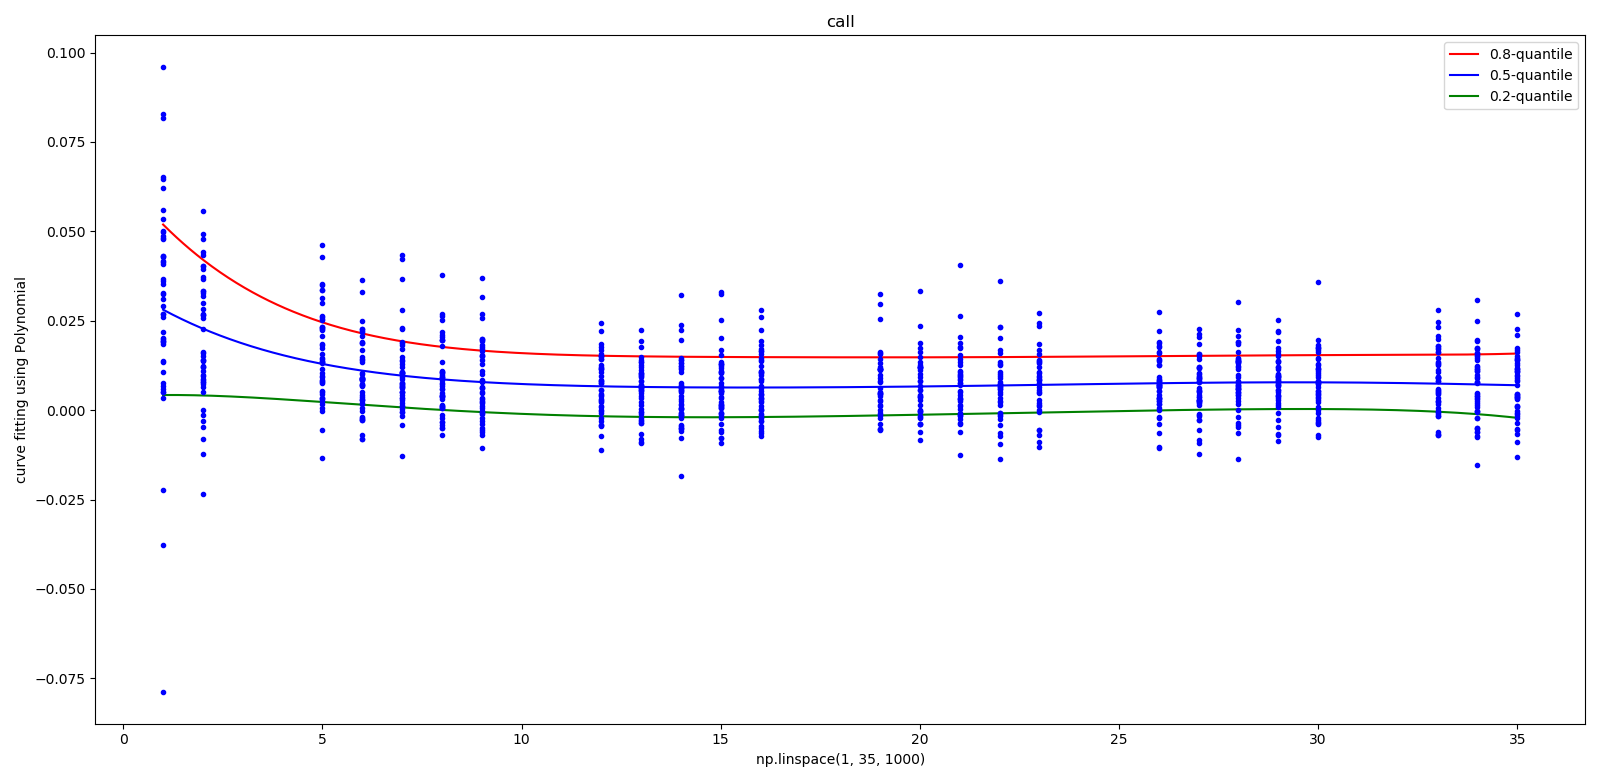 call
0.100
0.075
0.050
0.025
0.000
−0.025
−0.050
−0.075
curve fitting using Polynomial
0.8-quantile
0.5-quantile
0.2-quantile
0 5 10 15 20 25 30 35
np.linspace(1, 35, 1000)